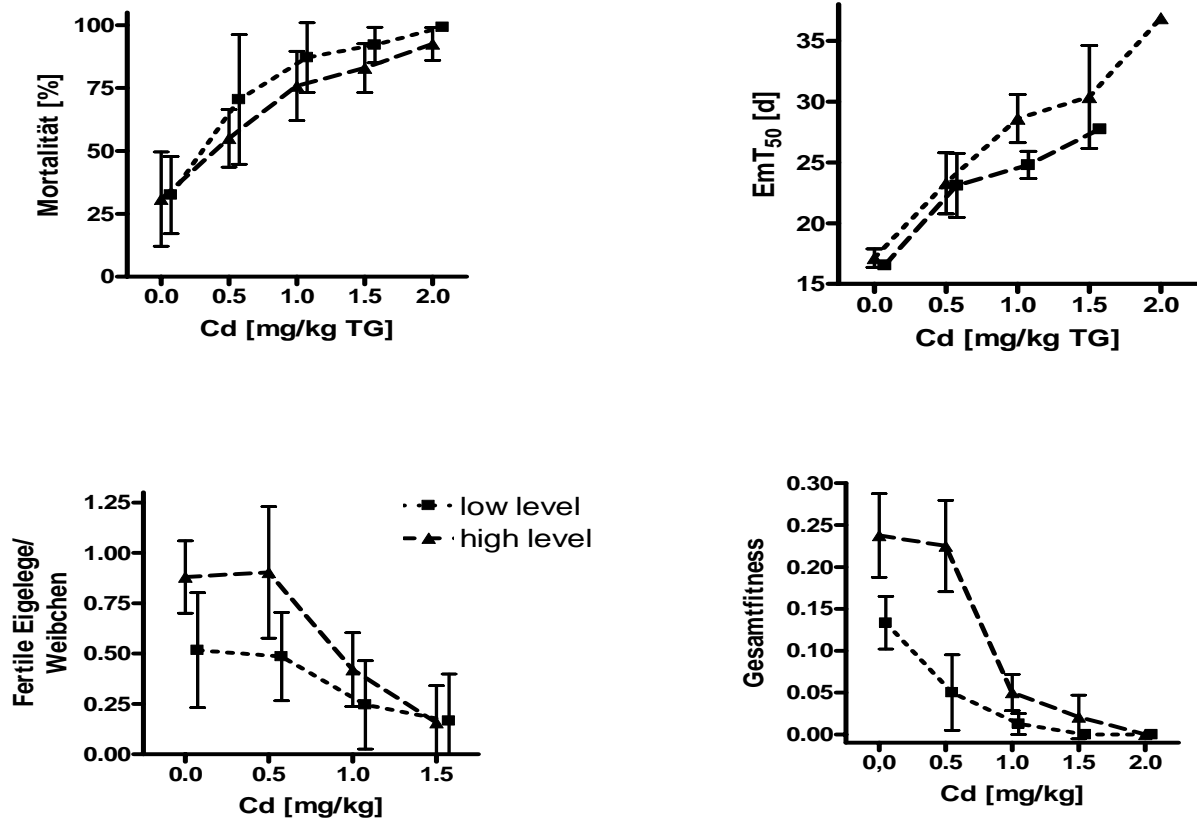 Mortalität [%]
100
75
50
25
0
0.0 0.5 1.0 1.5 2.0
Cd [mg/kg TG]
EmT50 [d]
35
30
25
20
15
0.0 0.5 1.0 1.5 2.0
Cd [mg/kg TG]
Fertile Eigelege/
Weibchen
1.25
1.00
0.75
0.50
0.25
0.00
0.0 0.5 1.0 1.5
Cd [mg/kg]
low level
high level
Gesamtfitness
0.30
0.25
0.20
0.15
0.10
0.05
0.00
0,0 0.5 1.0 1.5 2.0
Cd [mg/kg]